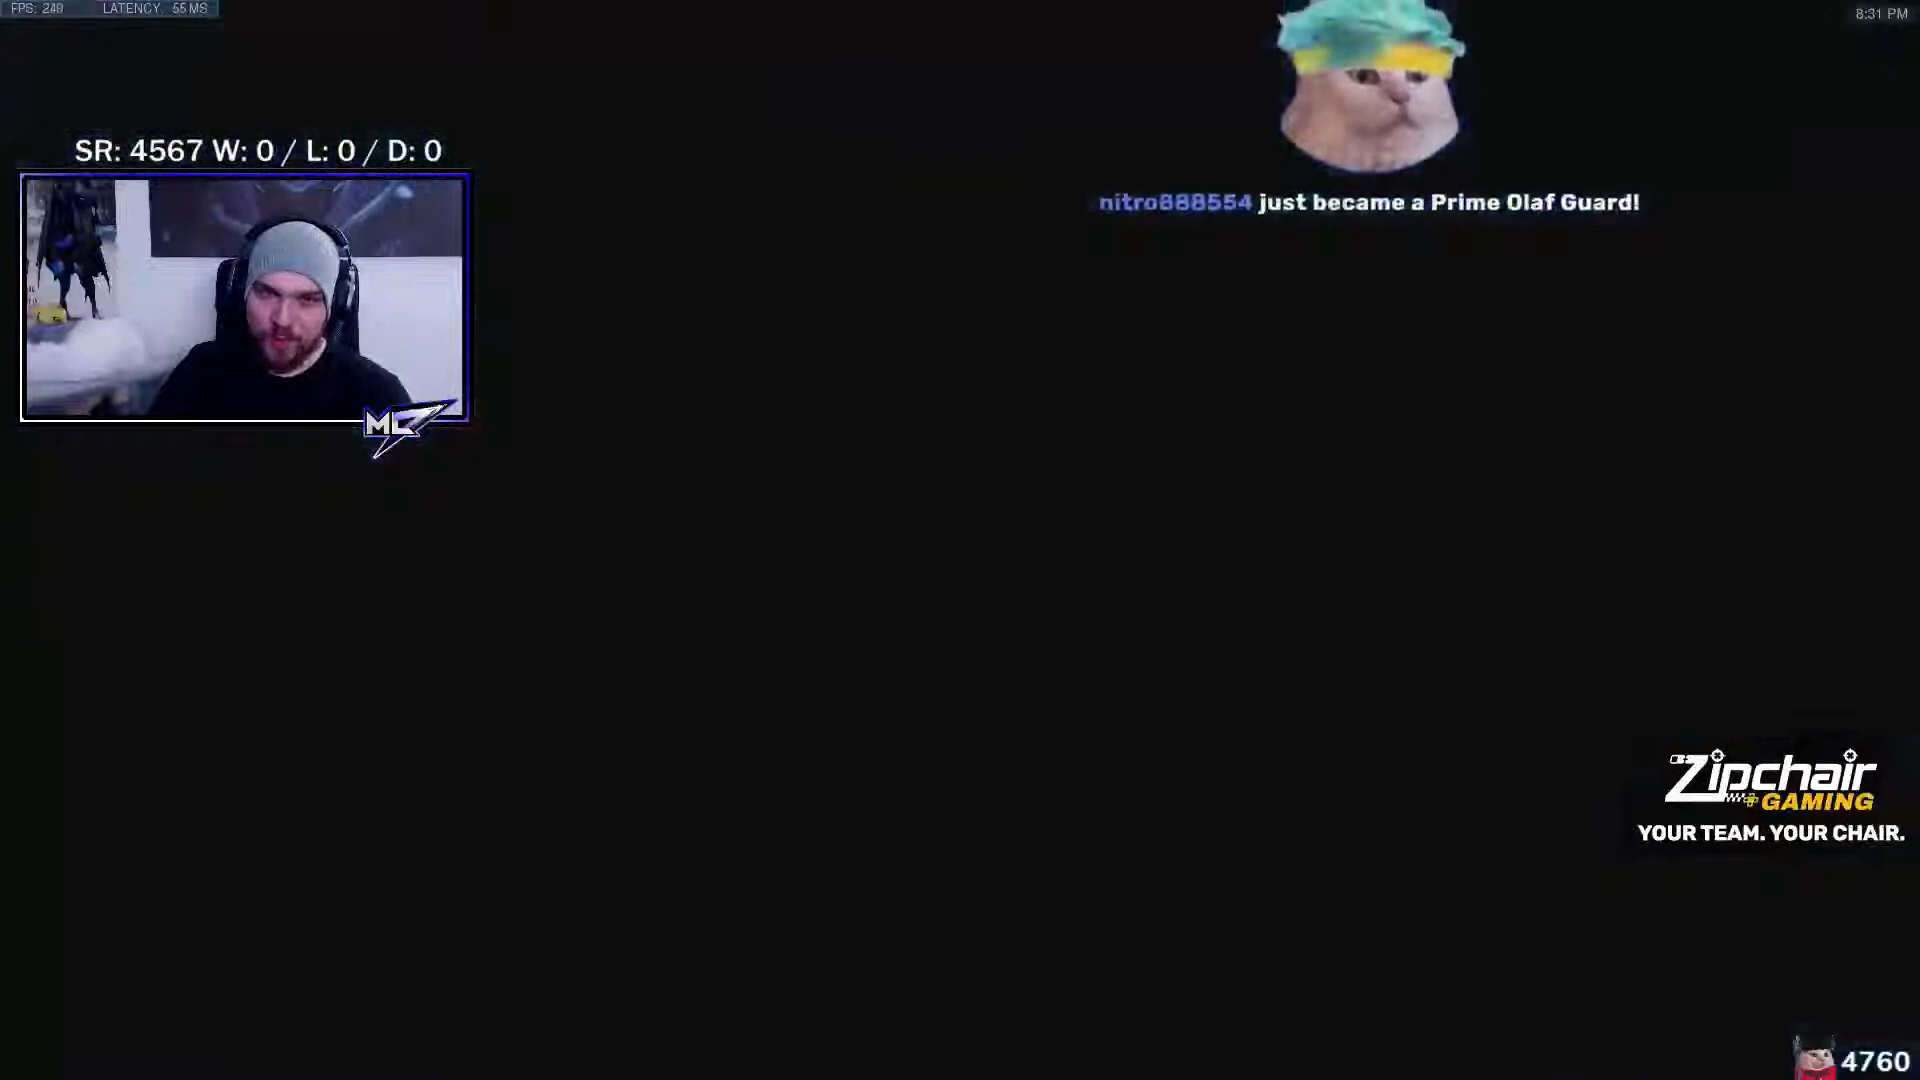 FPS: 240 LATENCY: 55 MS
8:31 PM
SR: 4567 W: 0 / L: 0 / D: 0
nitro888554 just became a Prime Olaf Guard!
ML7
Zipchair
GAMING
YOUR TEAM. YOUR CHAIR.
4760